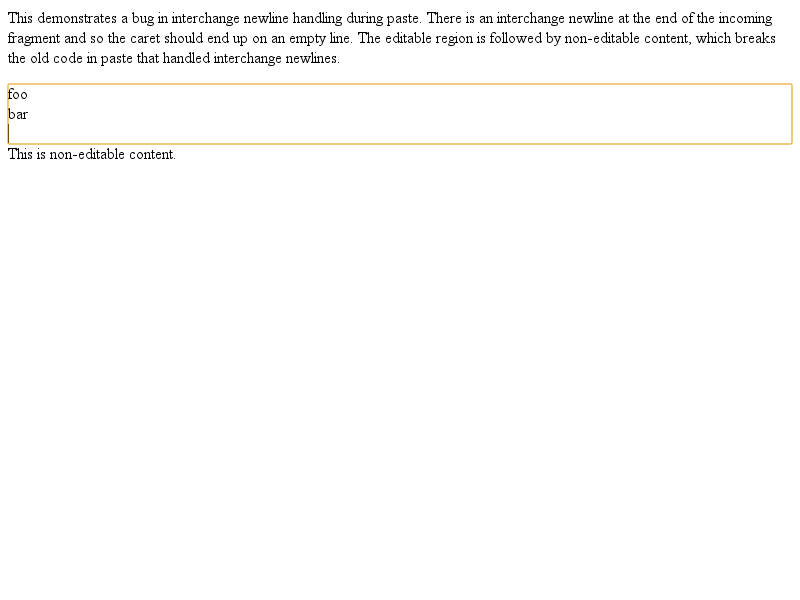 This demonstrates a bug in interchange newline handling during paste. There is an interchange newline at the end of the incoming
fragment and so the caret should end up on an empty line. The editable region is followed by non-editable content, which breaks
the old code in paste that handled interchange newlines.
foo
bar
This is non-editable content.